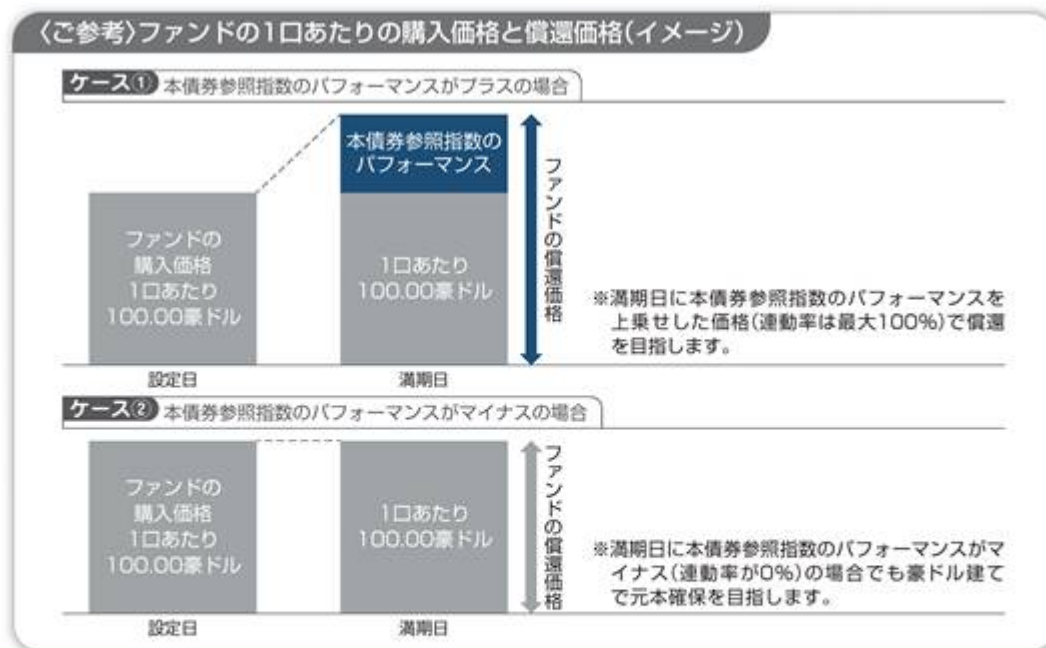 〈ご参考〉ファンドの1口あたりの購入価格と償還価格(イメージ)
ケース① 本債券参照指数のパフォーマンスがプラスの場合
本債券参照指数の
パフォーマンス
ファンドの
購入価格
1口あたり
100.00豪ドル
1口あたり
100.00豪ドル
ファンドの償還価格
※満期日に本債券参照指数のパフォーマンスを
上乗せした価格(連動率は最大100%)で償還
を目指します。
設定日
満期日
ケース② 本債券参照指数のパフォーマンスがマイナスの場合
ファンドの
購入価格
1口あたり
100.00豪ドル
1口あたり
100.00豪ドル
ファンドの償還価格
※満期日に本債券参照指数のパフォーマンスがマ
イナス(連動率が0%)の場合でも豪ドル建て
で元本確保を目指します。
設定日
満期日